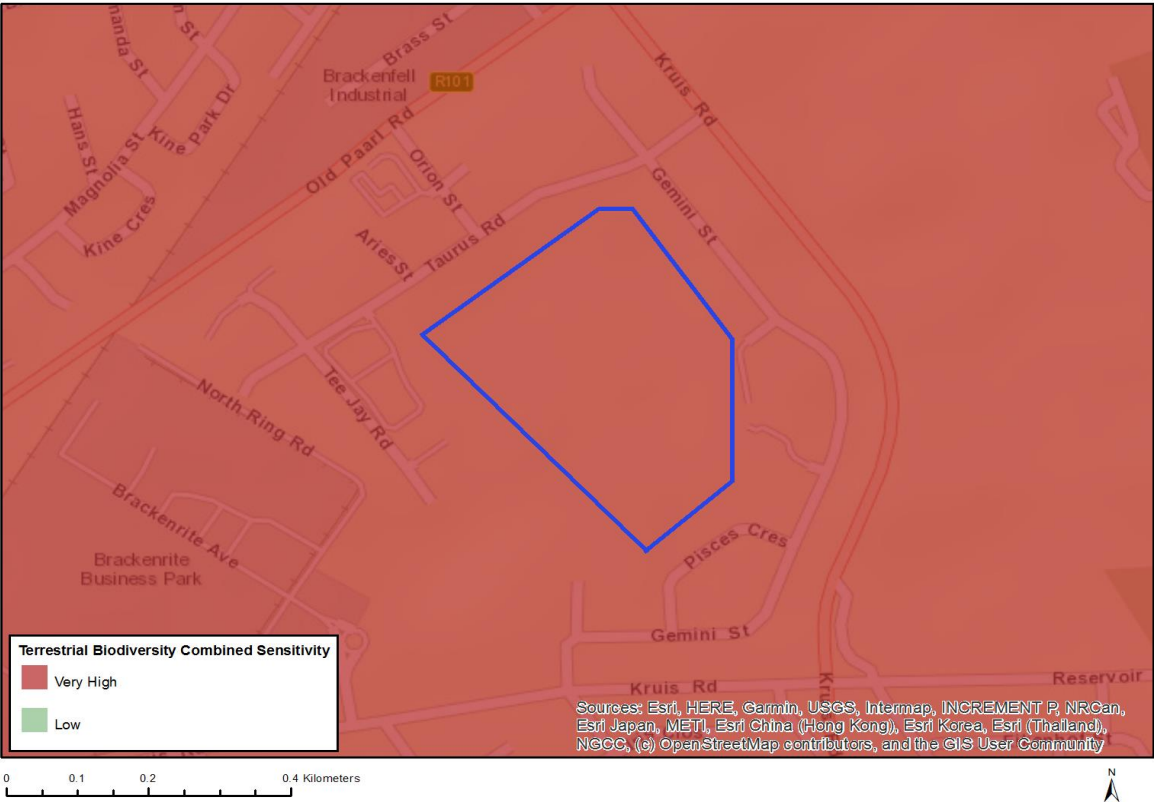 manda St
n St
Brass St
Brackenfell
Industrial
R101
Kruis Rd
Hans St
Kine Park Dr
Magnolia St
Old Paarl Rd
Orion St
Gemini St
Kine Cres
Aries St
Taurus Rd
Tee Jay Rd
North Ring Rd
Brackenrite Ave
Pisces Cres
Brackenrite
Business Park
Gemini St
Kruis Rd
Reservoir
Terrestrial Biodiversity Combined Sensitivity
Very High
Low
Sources: Esri, HERE, Garmin, USGS, Intermap, INCREMENT P, NRCan,
Esri Japan, METI, Esri China (Hong Kong), Esri Korea, Esri (Thailand),
NGCC, (c) OpenStreetMap contributors, and the GIS User Community
0 0.1 0.2 0.4 Kilometers
N